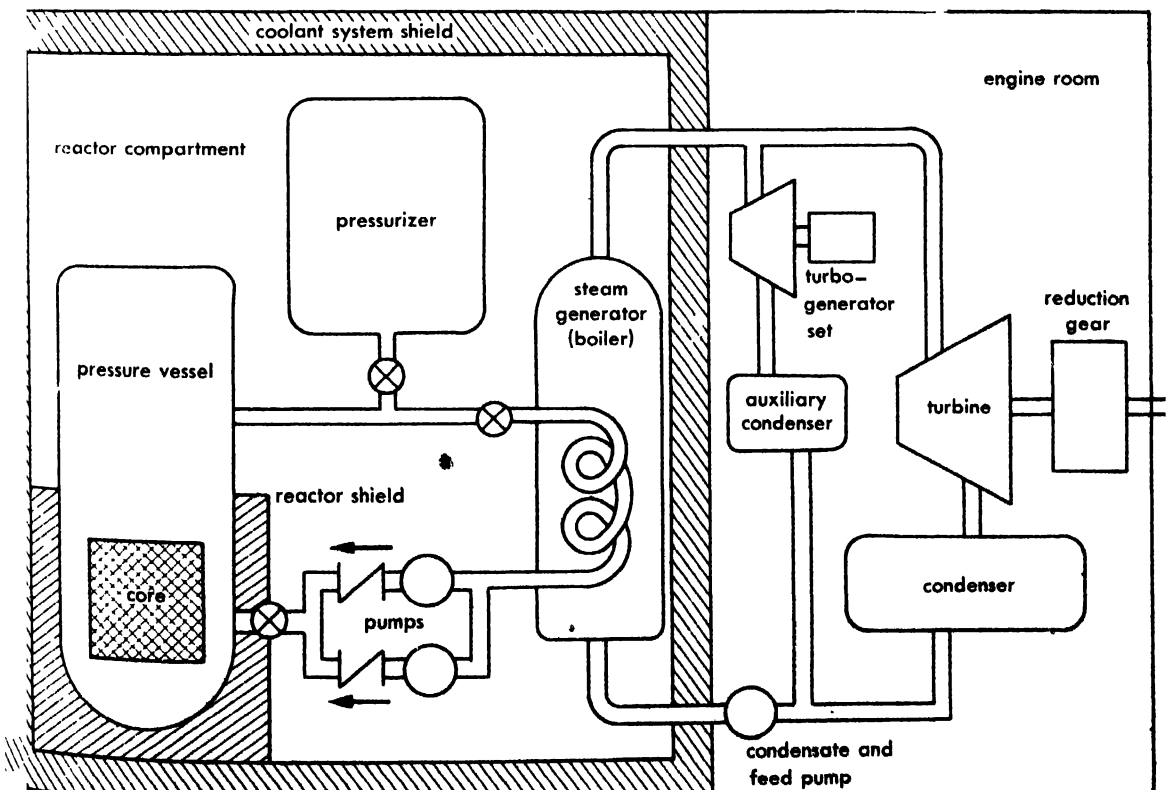 coolant system shield
engine room
reactor compartment
pressurizer
steam
generator
(boiler)
turbo-
generator
set
reduction
gear
pressure vessel
auxiliary
condenser
turbine
reactor shield
core
pumps
condenser
condensate and
feed pump